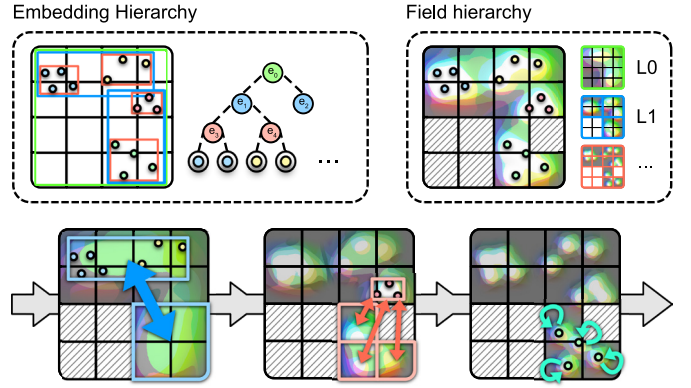 Embedding Hierarchy
Field hierarchy
e0
e1
e2
e3
e4
...
L0
L1
...